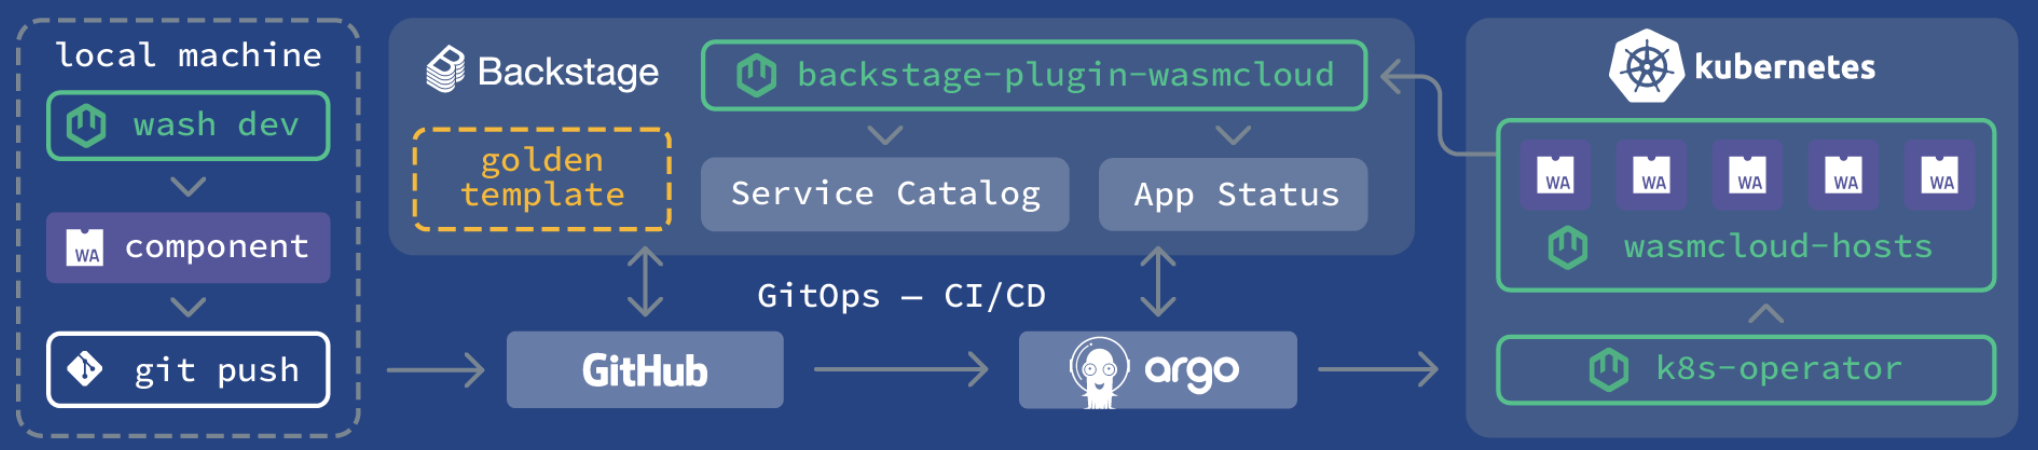 local machine
wash dev
WA component
git push
Backstage
backstage-plugin-wasmcloud
golden
template
Service Catalog
App Status
GitOps – CI/CD
GitHub
argo
kubernetes
WA WA WA WA WA
wasmcloud-hosts
k8s-operator